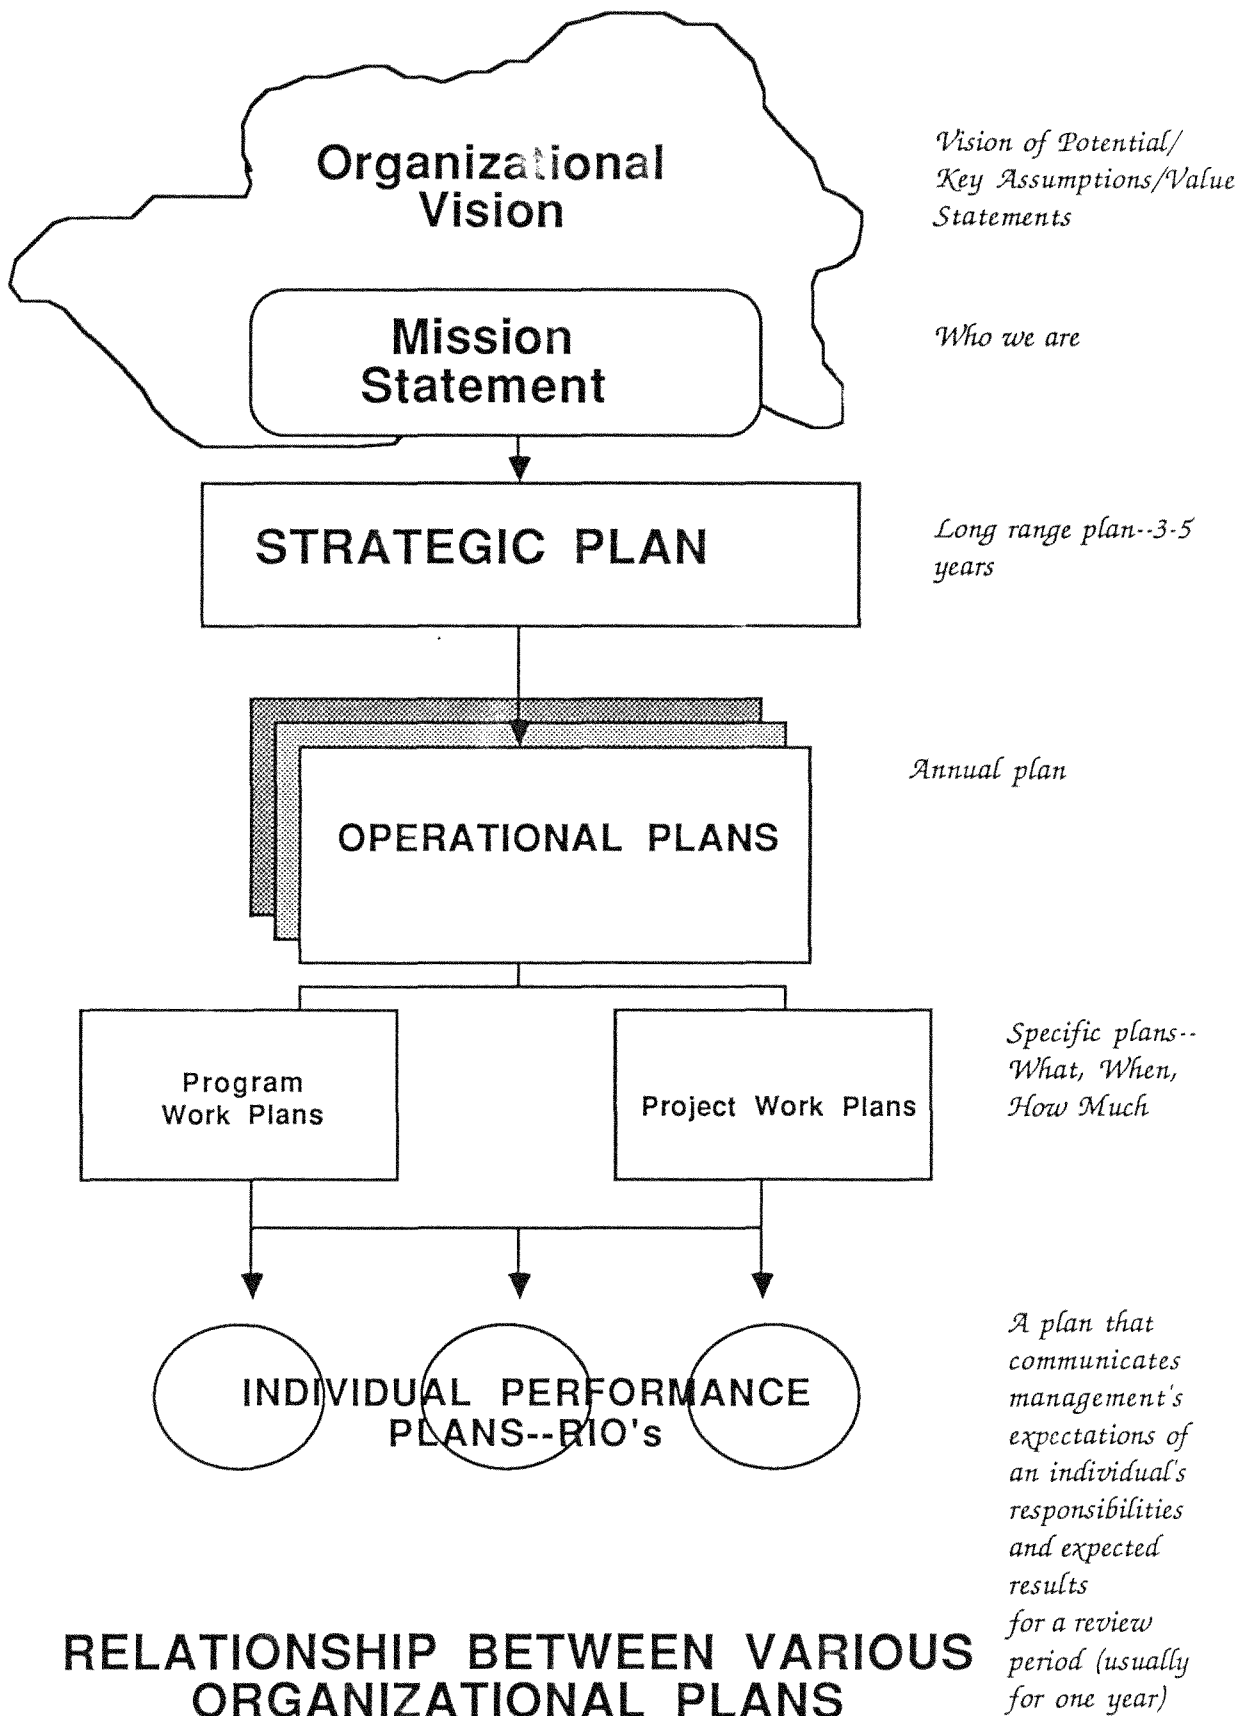 Organizational
Vision
Vision of Potential/
Key Assumptions/Value
Statements
Mission
Statement
Who we are
STRATEGIC PLAN
Long range plan--3-5
years
OPERATIONAL PLANS
Annual plan
Program
Work Plans
Project Work Plans
Specific plans--
What, When,
How Much
INDIVIDUAL PERFORMANCE
PLANS--RIO's
A plan that
communicates
management's
expectations of
an individual's
responsibilities
and expected
results
for a review
period (usually
for one year)
RELATIONSHIP BETWEEN VARIOUS
ORGANIZATIONAL PLANS